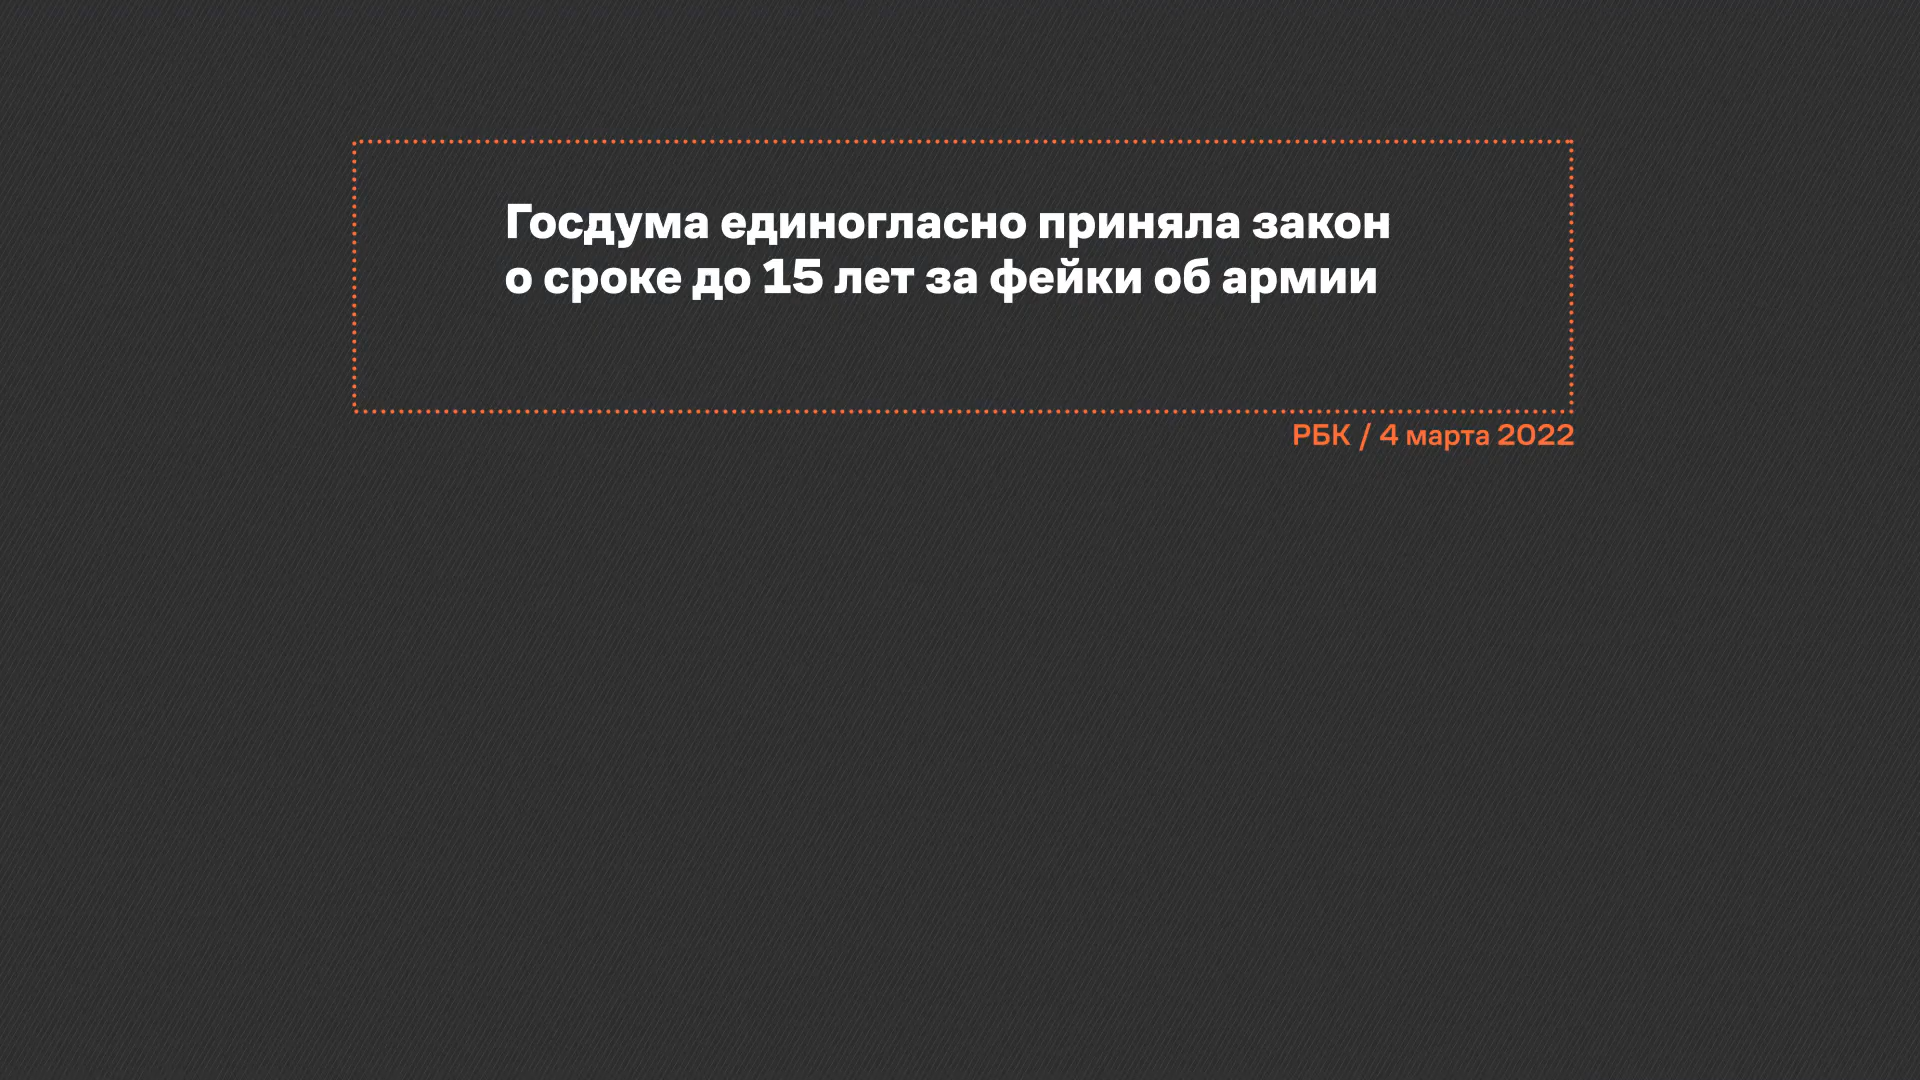 Госдума единогласно приняла закон
о сроке до 15 лет за фейки об армии
РБК / 4 марта 2022